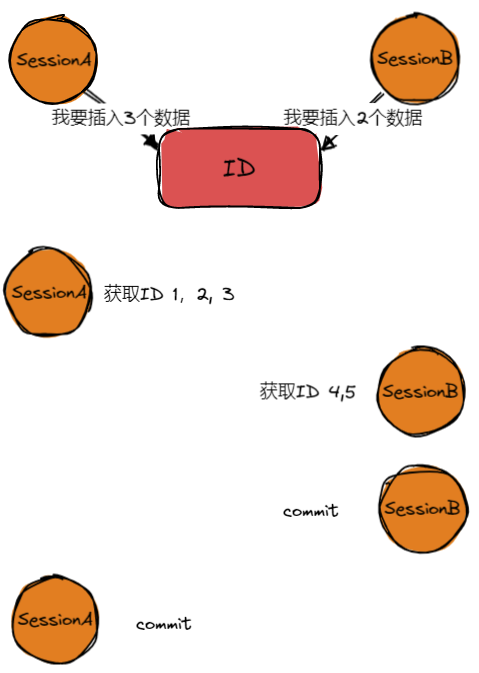 SessionA
SessionB
我要插入3个数据
我要插入2个数据
ID
SessionA
获取ID 1, 2, 3
获取ID 4,5
SessionB
commit
SessionB
SessionA
commit